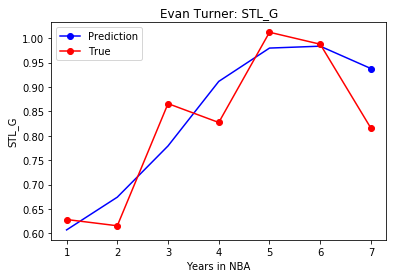 Evan Turner: STL_G
Prediction
True
1.00
0.95
0.90
0.85
0.80
0.75
0.70
0.65
0.60
STL_G
1 2 3 4 5 6 7
Years in NBA